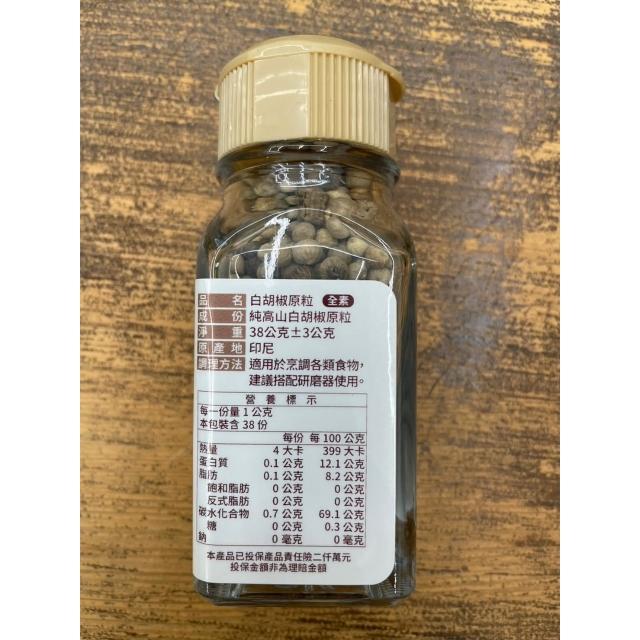 品名 白胡椒原粒 全素
成份 純高山白胡椒原粒
淨重 38公克±3公克
原產地 印尼
調理方法 適用於烹調各類食物，
建議搭配研磨器使用。
營養標示
每一份量 1 公克
本包裝含 38 份
每份 每 100 公克
熱量 4 大卡 399 大卡
蛋白質 0.1 公克 12.1 公克
脂肪 0.1 公克 8.2 公克
飽和脂肪 0 公克 0 公克
反式脂肪 0 公克 0 公克
碳水化合物 0.7 公克 69.1 公克
糖 0 公克 0.3 公克
鈉 0 毫克 0 毫克
本產品已投保產品責任險二仟萬元
投保金額非為理賠金額